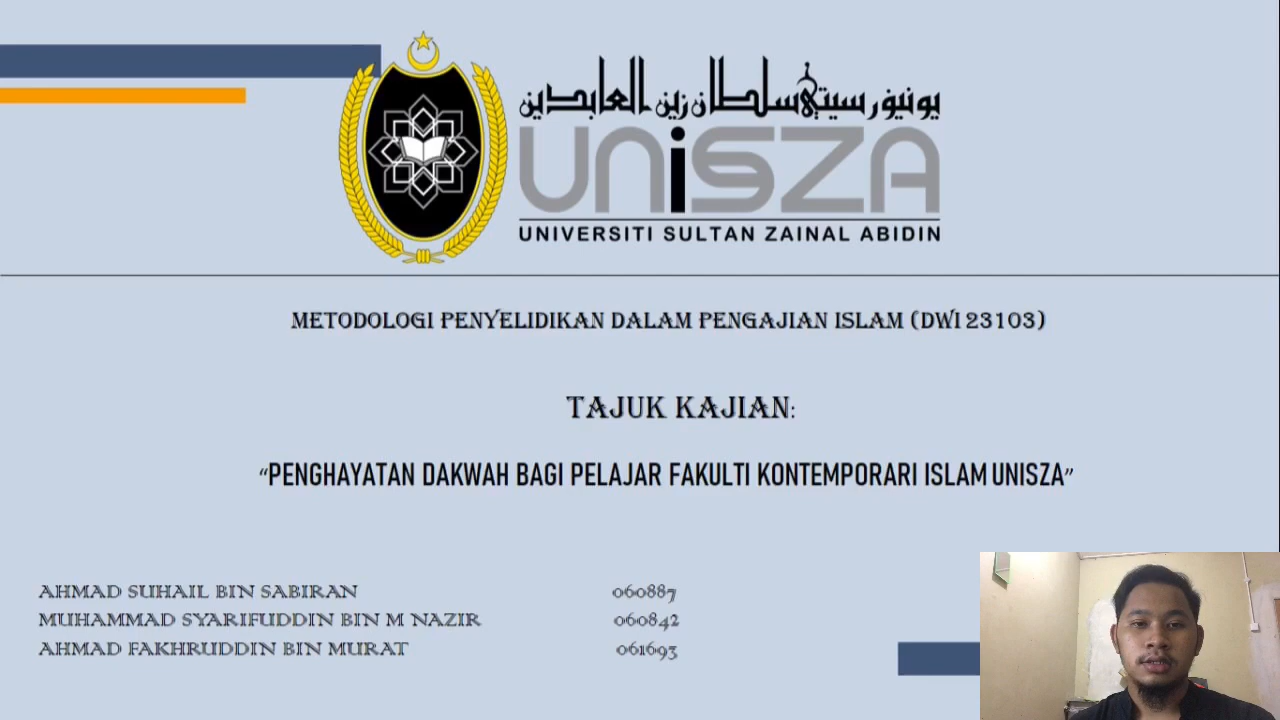 يونيۏرسيتي سلطان زين العابدين
UNiSZA
UNIVERSITI SULTAN ZAINAL ABIDIN
METODOLOGI PENYELIDIKAN DALAM PENGAJIAN ISLAM (DWI 23103)
TAJUK KAJIAN:
“PENGHAYATAN DAKWAH BAGI PELAJAR FAKULTI KONTEMPORARI ISLAM UNISZA”
AHMAD SUHAIL BIN SABIRAN 060887
MUHAMMAD SYARIFUDDIN BIN M NAZIR 060842
AHMAD FAKHRUDDIN BIN MURAT 061693